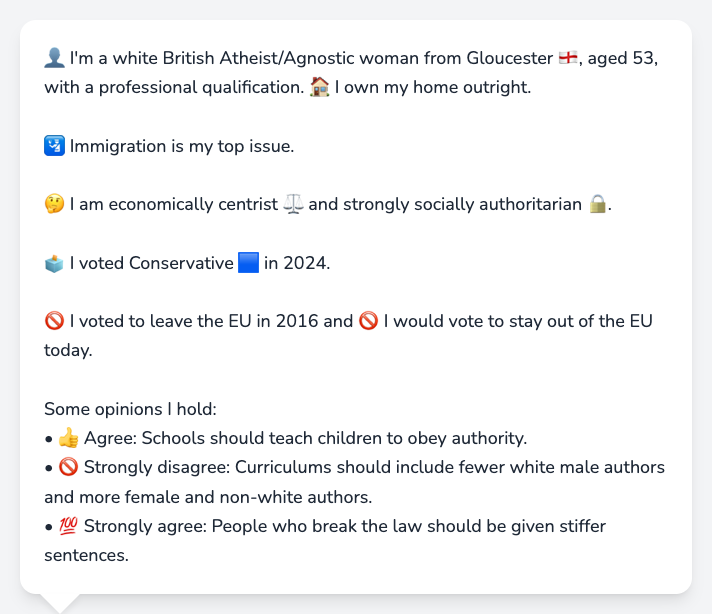 👤 I'm a white British Atheist/Agnostic woman from Gloucester 🏴󠁧󠁢󠁥󠁮󠁧󠁿, aged 53,
with a professional qualification. 🏠 I own my home outright.
🛂 Immigration is my top issue.
🤔 I am economically centrist ⚖️ and strongly socially authoritarian 🔒.
🗳️ I voted Conservative 🟦 in 2024.
🚫 I voted to leave the EU in 2016 and 🚫 I would vote to stay out of the EU
today.
Some opinions I hold:
• 👍 Agree: Schools should teach children to obey authority.
• 🚫 Strongly disagree: Curriculums should include fewer white male authors
and more female and non-white authors.
• 💯 Strongly agree: People who break the law should be given stiffer
sentences.